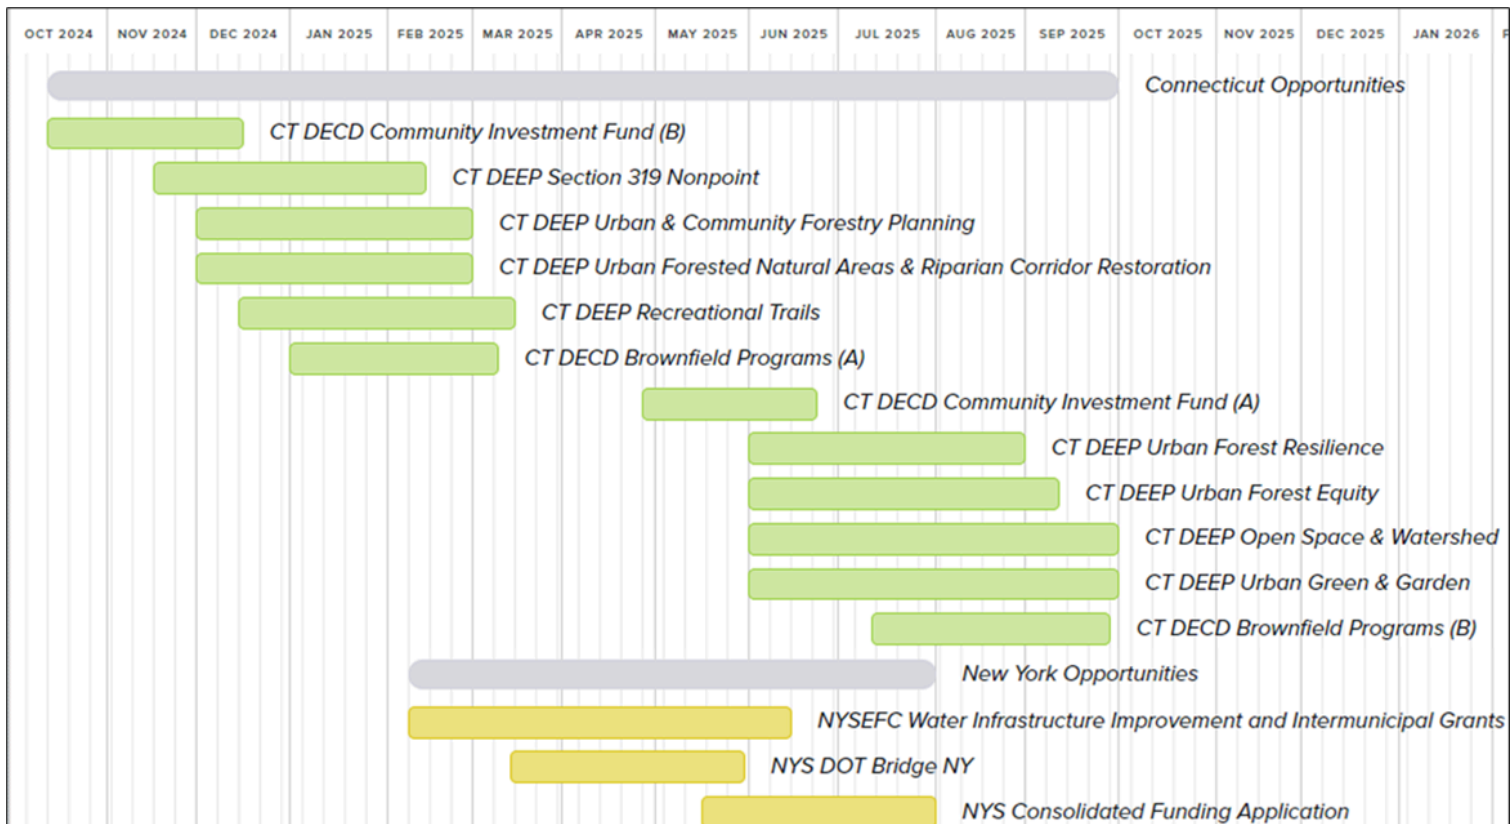 OCT 2024 NOV 2024 DEC 2024 JAN 2025 FEB 2025 MAR 2025 APR 2025 MAY 2025 JUN 2025 JUL 2025 AUG 2025 SEP 2025 OCT 2025 NOV 2025 DEC 2025 JAN 2026 F
Connecticut Opportunities
CT DECD Community Investment Fund (B)
CT DEEP Section 319 Nonpoint
CT DEEP Urban & Community Forestry Planning
CT DEEP Urban Forested Natural Areas & Riparian Corridor Restoration
CT DEEP Recreational Trails
CT DECD Brownfield Programs (A)
CT DECD Community Investment Fund (A)
CT DEEP Urban Forest Resilience
CT DEEP Urban Forest Equity
CT DEEP Open Space & Watershed
CT DEEP Urban Green & Garden
CT DECD Brownfield Programs (B)
New York Opportunities
NYSEFC Water Infrastructure Improvement and Intermunicipal Grants
NYS DOT Bridge NY
NYS Consolidated Funding Application